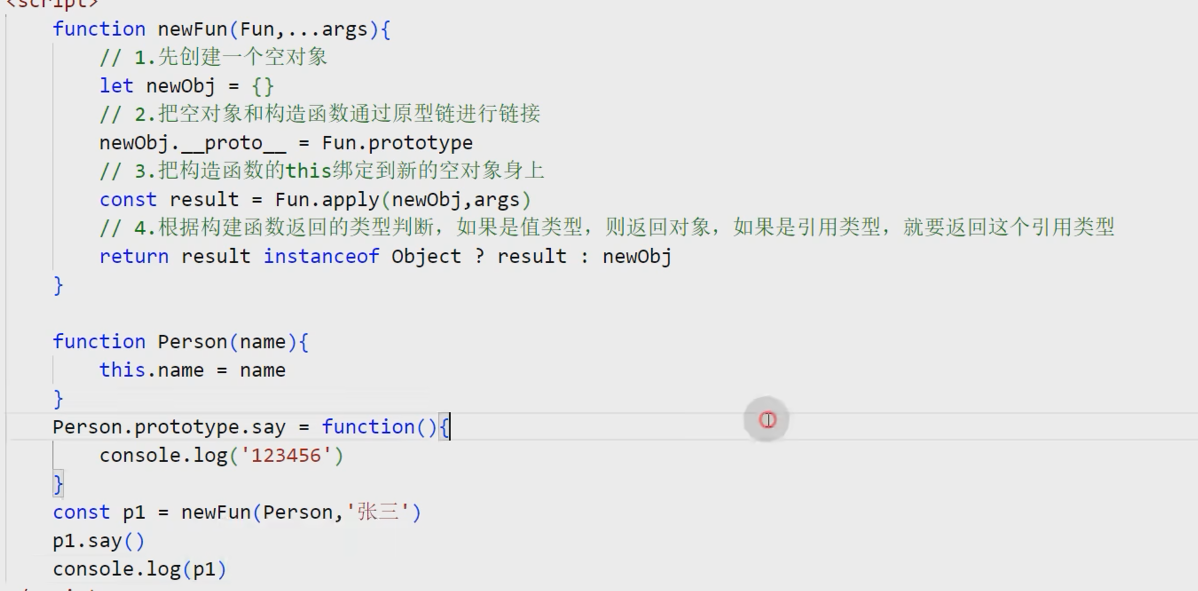 <script>
function newFun(Fun,...args){
// 1.先创建一个空对象
let newObj = {}
// 2.把空对象和构造函数通过原型链进行链接
newObj.__proto__ = Fun.prototype
// 3.把构造函数的this绑定到新的空对象身上
const result = Fun.apply(newObj,args)
// 4.根据构建函数返回的类型判断，如果是值类型，则返回对象，如果是引用类型，就要返回这个引用类型
return result instanceof Object ? result : newObj
}
function Person(name){
this.name = name
}
Person.prototype.say = function(){
console.log('123456')
}
const p1 = newFun(Person,'张三')
p1.say()
console.log(p1)